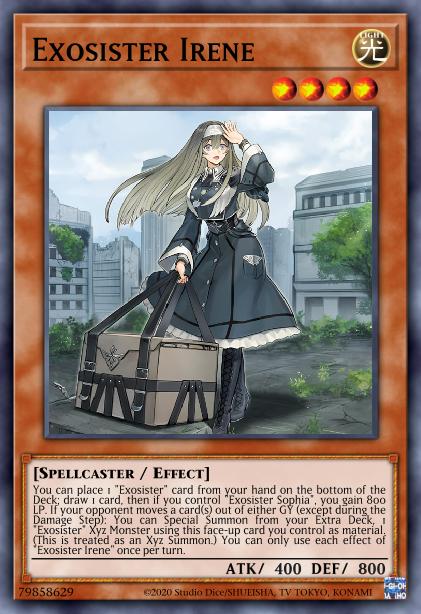 Exosister Irene
LIGHT
光
[Spellcaster / Effect]
You can place 1 "Exosister" card from your hand on the bottom of the
Deck; draw 1 card, then if you control "Exosister Sophia", you gain 800
LP. If your opponent moves a card(s) out of either GY (except during the
Damage Step): You can Special Summon from your Extra Deck, 1
"Exosister" Xyz Monster using this face-up card you control as material.
(This is treated as an Xyz Summon.) You can only use each effect of
"Exosister Irene" once per turn.
ATK/ 400 DEF/ 800
79858629
©2020 Studio Dice/SHUEISHA, TV TOKYO, KONAMI